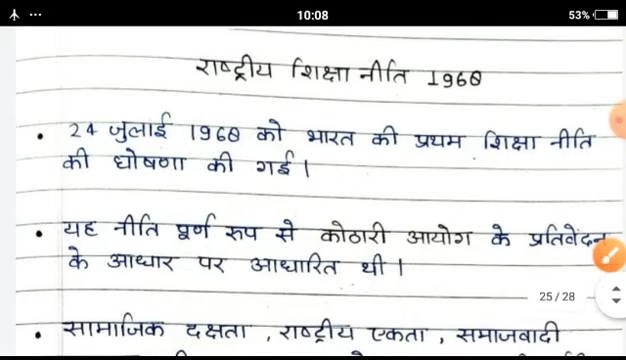 10:08
53%
राष्ट्रीय शिक्षा नीति 1968
• 24 जुलाई 1968 को भारत की प्रथम शिक्षा नीति
की घोषणा की गई।
• यह नीति पूर्ण रुप से कोठारी आयोग के प्रतिवेदन
के आधार पर आधारित थी।
25 / 28
• सामाजिक दक्षता, राष्ट्रीय एकता, समाजवादी